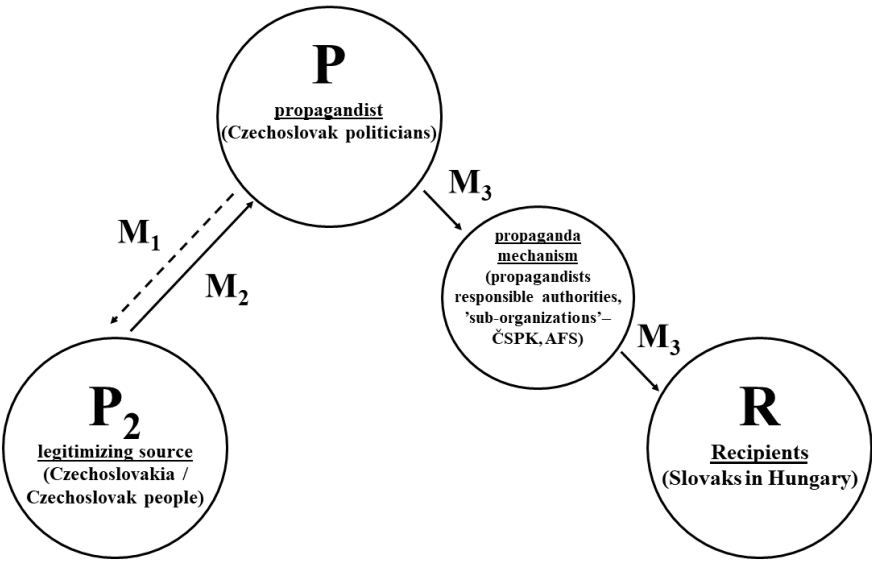 P
propagandist
(Czechoslovak politicians)
M₃
M₁
M₂
propaganda
mechanism
(propagandists
responsible authorities,
’sub-organizations’–
ČSPK, AFS)
M₃
P₂
legitimizing source
(Czechoslovakia /
Czechoslovak people)
R
Recipients
(Slovaks in Hungary)